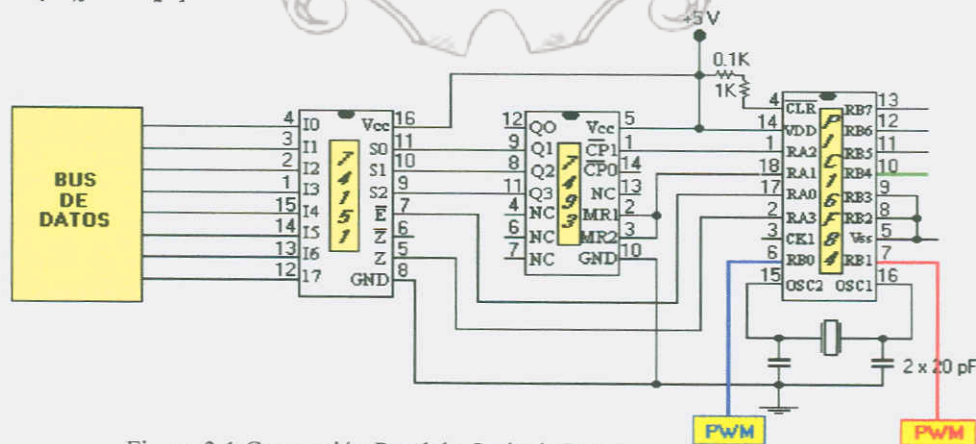 +5 V
0.1K
1K
BUS
DE
DATOS
4 I0 Vcc 16
3 I1 S0 11
2 I2 S1 10
1 I3 S2 9
15 I4 E 7
14 I5 Z 6
13 I6 Z 5
12 I7 GND 8
74151
12 QO Vcc 5
9 Q1 CP1 1
8 Q2 CP0 14
11 Q3 NC 13
4 NC MR1 2
6 NC MR2 3
7 NC GND 10
7493
4 CLR RB7 13
14 VDD RB6 12
1 RA2 RB5 11
18 RA1 RB4 10
17 RA0 RB3 9
2 RA3 RB2 8
3 CK1 Vss 5
6 RB0 RB1 7
15 OSC2 OSC1 16
PIC16F84
2 x 20 pF
PWM
PWM